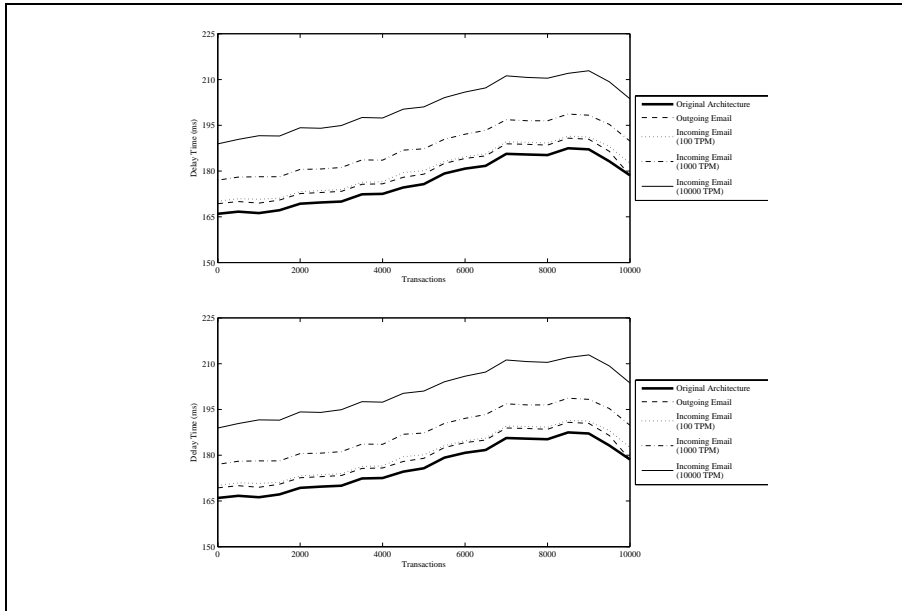 225
210
195
180
165
150
Delay Time (ms)
0
2000
4000
6000
8000
10000
Transactions
Original Architecture
Outgoing Email
Incoming Email
(100 TPM)
Incoming Email
(1000 TPM)
Incoming Email
(10000 TPM)
225
210
195
180
165
150
Delay Time (ms)
0
2000
4000
6000
8000
10000
Transactions
Original Architecture
Outgoing Email
Incoming Email
(100 TPM)
Incoming Email
(1000 TPM)
Incoming Email
(10000 TPM)